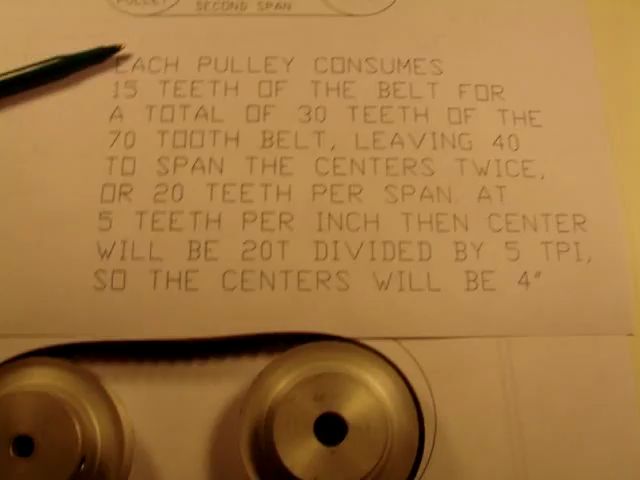 PULLEY
SECOND SPAN
EACH PULLEY CONSUMES
15 TEETH OF THE BELT FOR
A TOTAL OF 30 TEETH OF THE
70 TOOTH BELT, LEAVING 40
TO SPAN THE CENTERS TWICE,
OR 20 TEETH PER SPAN. AT
5 TEETH PER INCH THEN CENTER
WILL BE 20T DIVIDED BY 5 TPI,
SO THE CENTERS WILL BE 4"